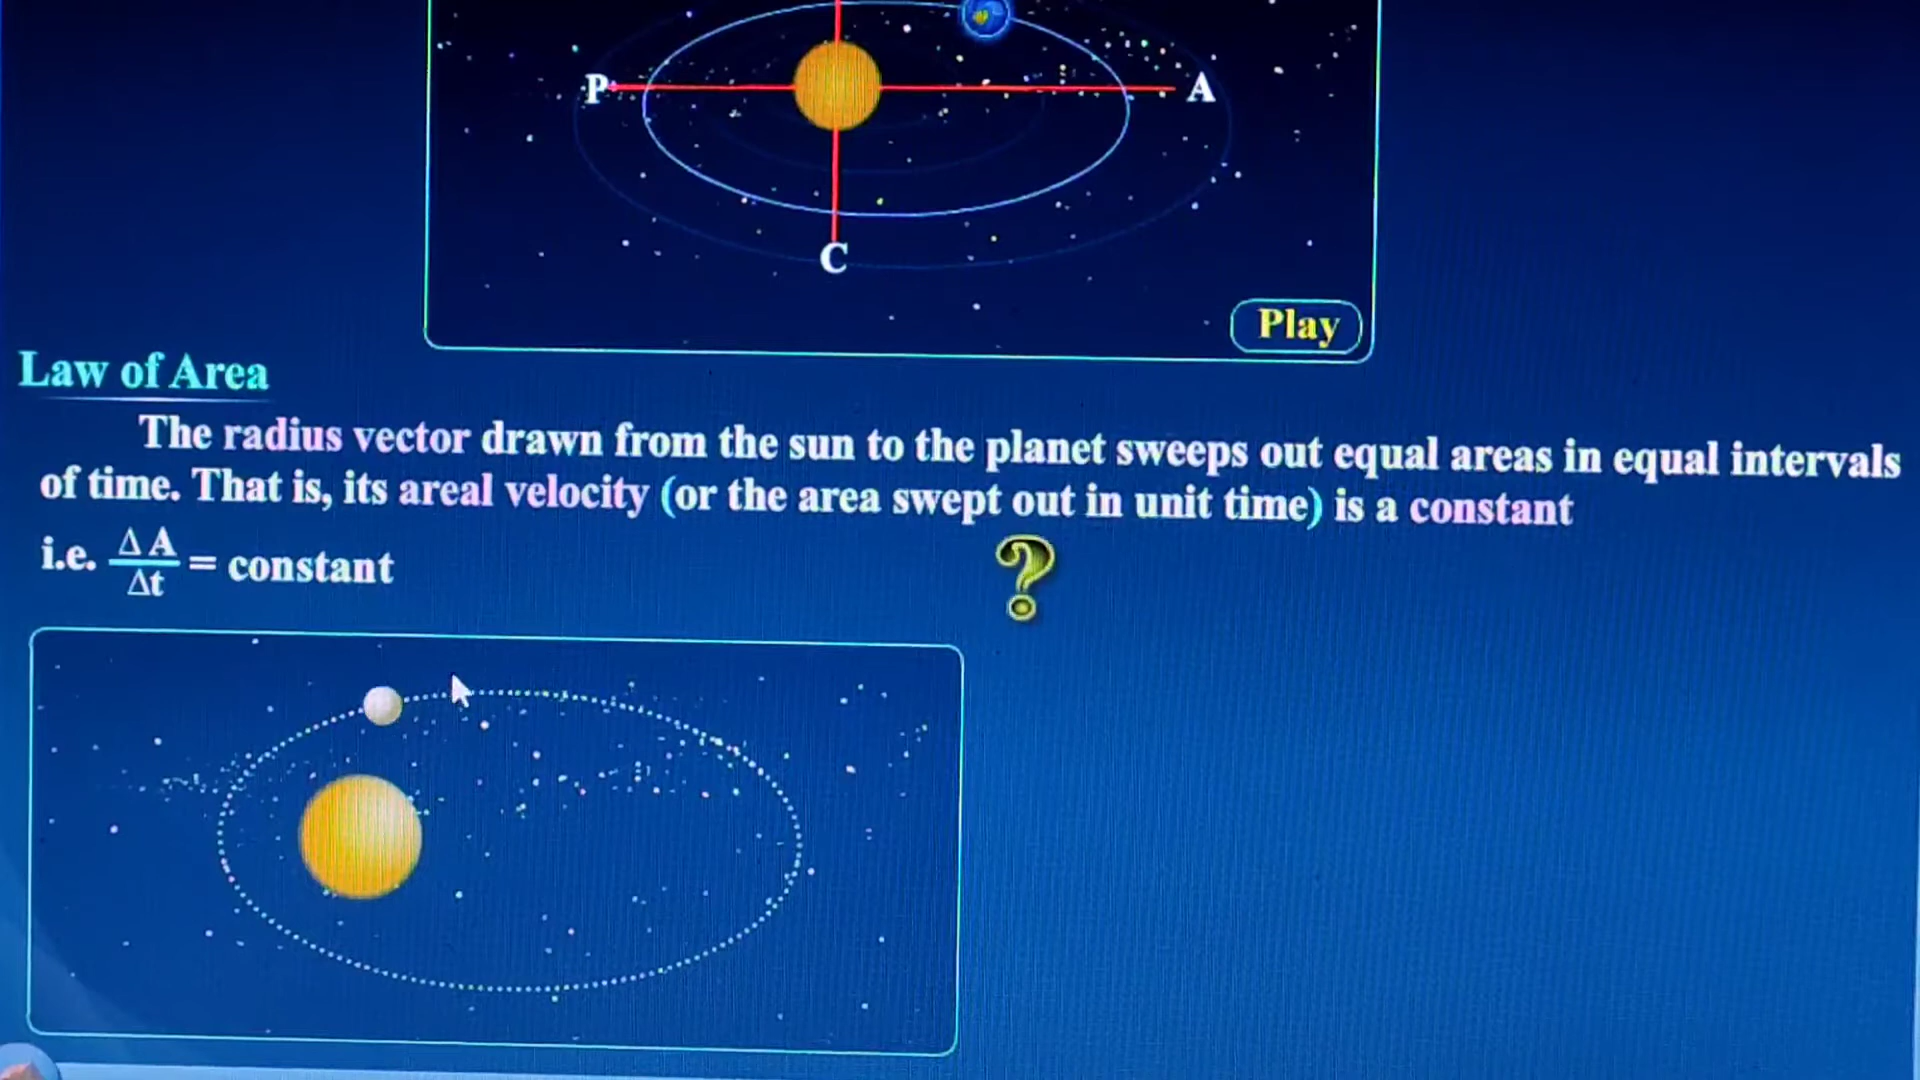 P
A
C
Play
Law of Area
The radius vector drawn from the sun to the planet sweeps out equal areas in equal intervals
of time. That is, its areal velocity (or the area swept out in unit time) is a constant
i.e. ΔA/Δt = constant
?